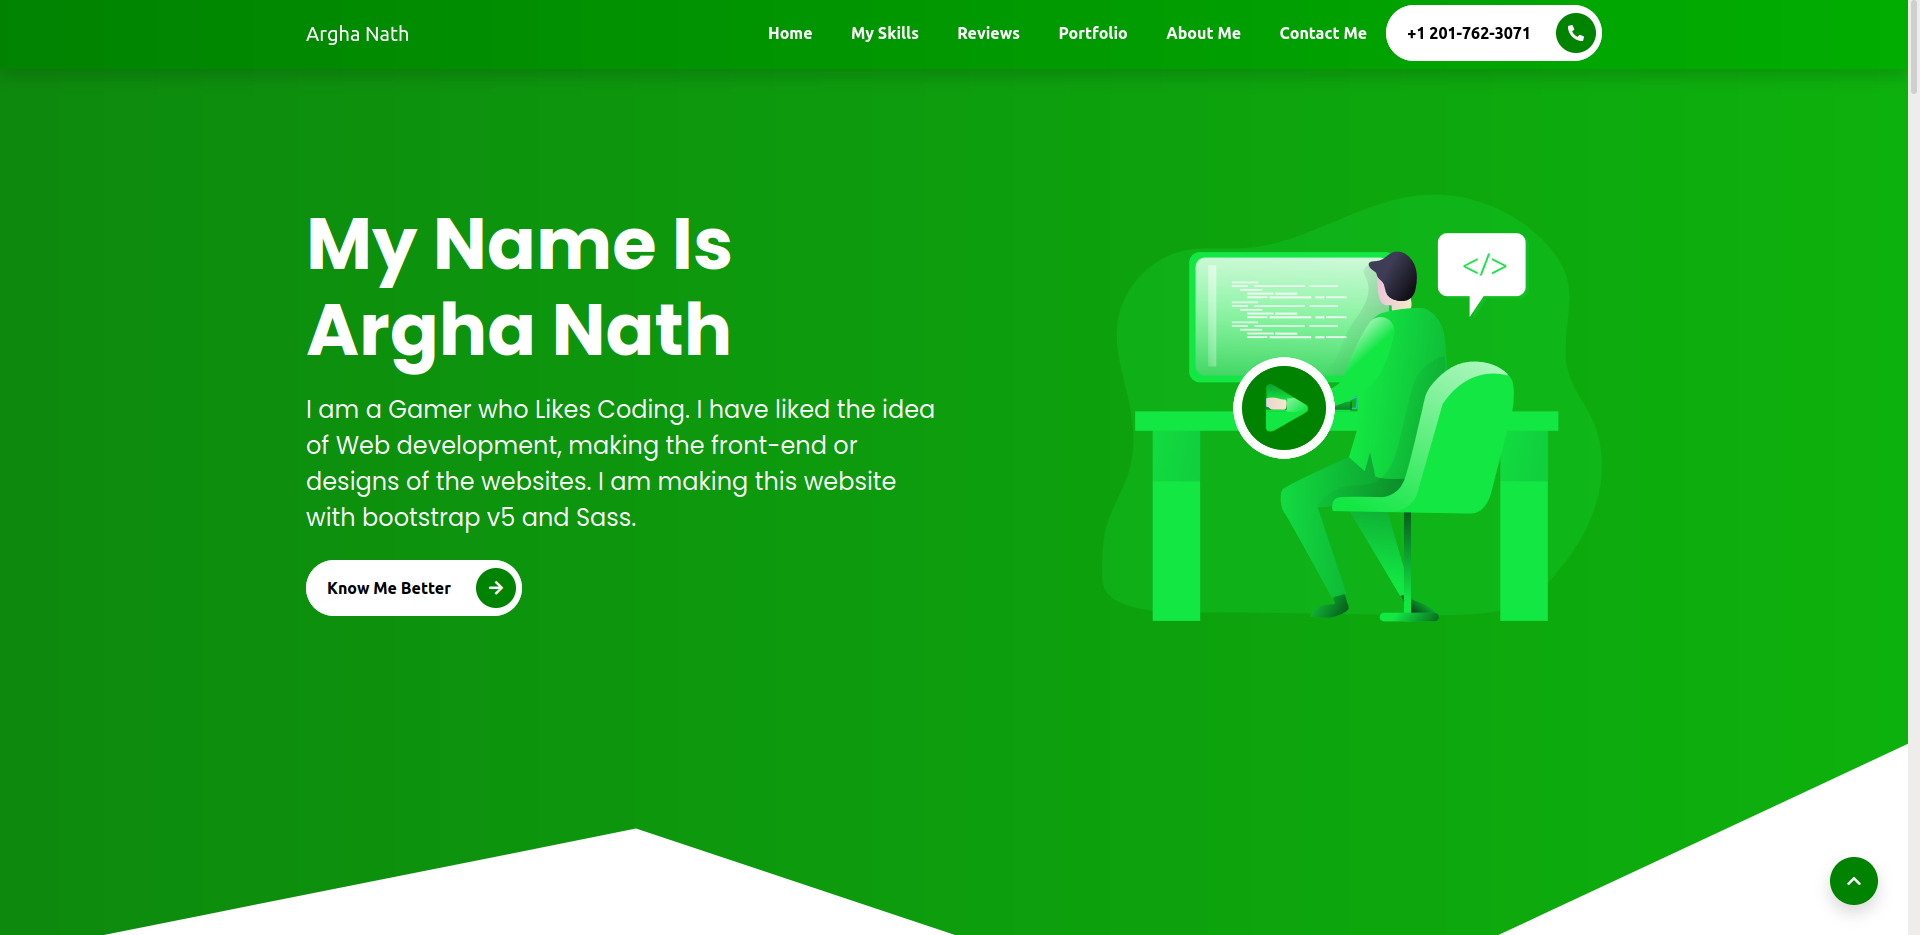 Argha Nath
Home
My Skills
Reviews
Portfolio
About Me
Contact Me
+1 201-762-3071
My Name Is
Argha Nath
I am a Gamer who Likes Coding. I have liked the idea
of Web development, making the front-end or
designs of the websites. I am making this website
with bootstrap v5 and Sass.
Know Me Better
</>